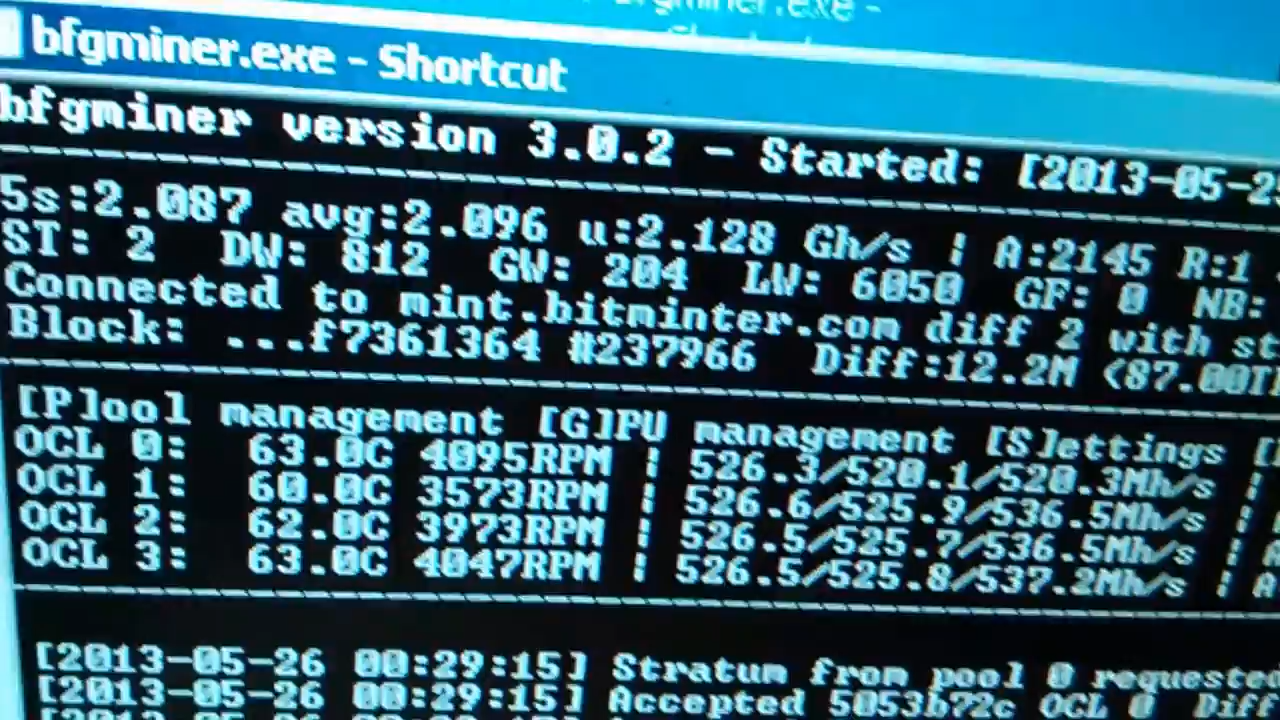 bfgminer.exe -
bfgminer.exe - Shortcut
bfgminer version 3.0.2 - Started: [2013-05-25
5s:2.087 avg:2.096 u:2.128 Gh/s | A:2145 R:1
ST: 2 DW: 812 GW: 204 LW: 6050 GF: 0 NB:
Connected to mint.bitminter.com diff 2 with st
Block: ...f7361364 #237966 Diff:12.2M (87.00T
[P]ool management [G]PU management [S]ettings [
OCL 0: 63.0C 4095RPM | 526.3/520.1/520.3Mh/s |
OCL 1: 60.0C 3573RPM | 526.6/525.9/536.5Mh/s |
OCL 2: 62.0C 3973RPM | 526.5/525.7/536.5Mh/s | A
OCL 3: 63.0C 4047RPM | 526.5/525.8/537.2Mh/s | A
[2013-05-26 00:29:15] Stratum from pool 0 requested
[2013-05-26 00:29:15] Accepted 5053b72c OCL 0 Diff